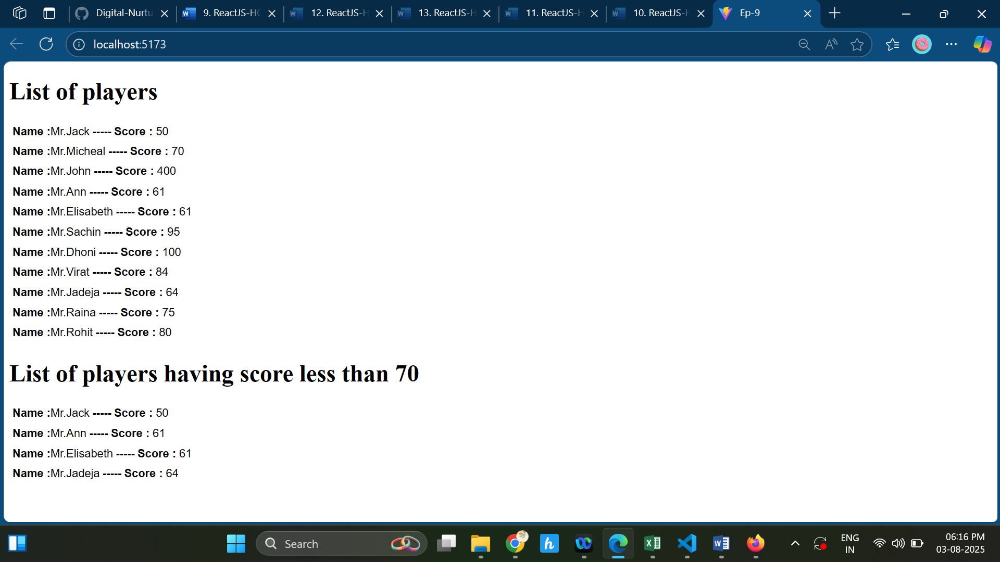 Digital-Nurtu
9. ReactJS-HO
12. ReactJS-H
13. ReactJS-H
11. ReactJS-H
10. ReactJS-H
Ep-9
localhost:5173
List of players
Name :Mr.Jack ----- Score : 50
Name :Mr.Micheal ----- Score : 70
Name :Mr.John ----- Score : 400
Name :Mr.Ann ----- Score : 61
Name :Mr.Elisabeth ----- Score : 61
Name :Mr.Sachin ----- Score : 95
Name :Mr.Dhoni ----- Score : 100
Name :Mr.Virat ----- Score : 84
Name :Mr.Jadeja ----- Score : 64
Name :Mr.Raina ----- Score : 75
Name :Mr.Rohit ----- Score : 80
List of players having score less than 70
Name :Mr.Jack ----- Score : 50
Name :Mr.Ann ----- Score : 61
Name :Mr.Elisabeth ----- Score : 61
Name :Mr.Jadeja ----- Score : 64
Search
ENG
IN
06:16 PM
03-08-2025